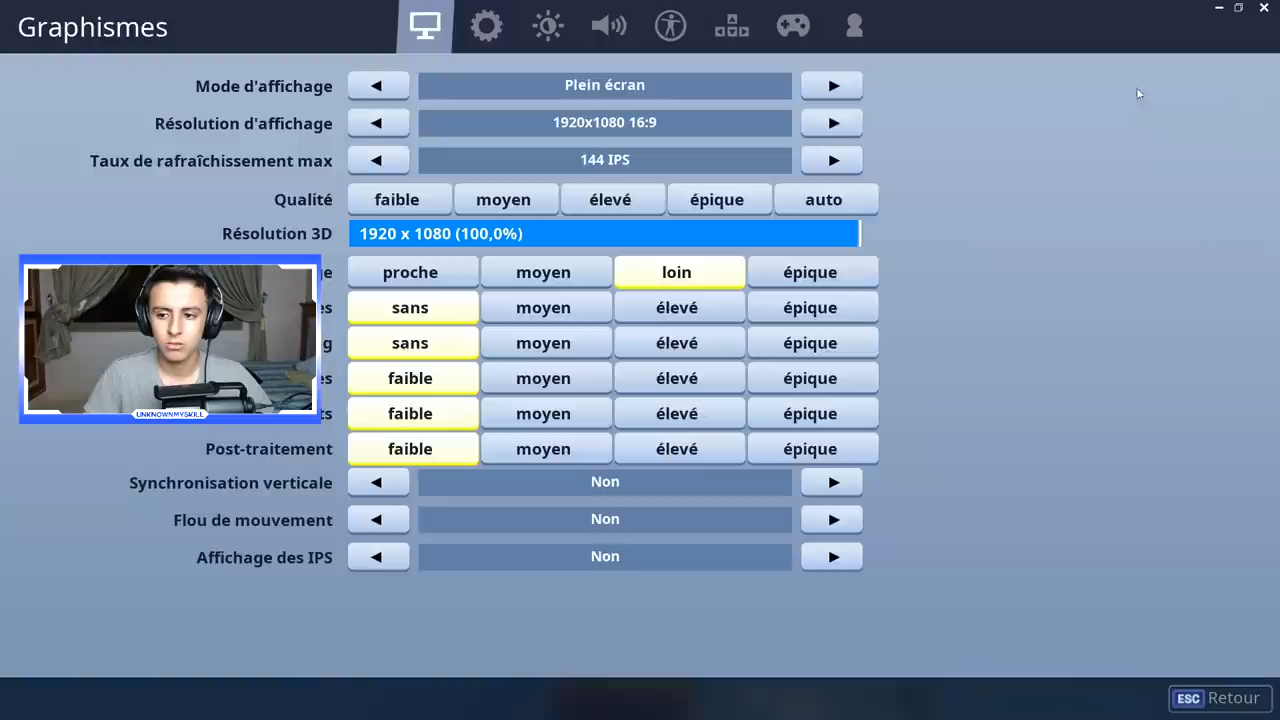 Graphismes
Mode d'affichage ◀ Plein écran ▶
Résolution d'affichage ◀ 1920x1080 16:9 ▶
Taux de rafraîchissement max ◀ 144 IPS ▶
Qualité faible moyen élevé épique auto
Résolution 3D 1920 x 1080 (100,0%)
e proche moyen loin épique
s sans moyen élevé épique
g sans moyen élevé épique
s faible moyen élevé épique
ts faible moyen élevé épique
UNKNOWNMYSKILL
Post-traitement faible moyen élevé épique
Synchronisation verticale ◀ Non ▶
Flou de mouvement ◀ Non ▶
Affichage des IPS ◀ Non ▶
ESC Retour